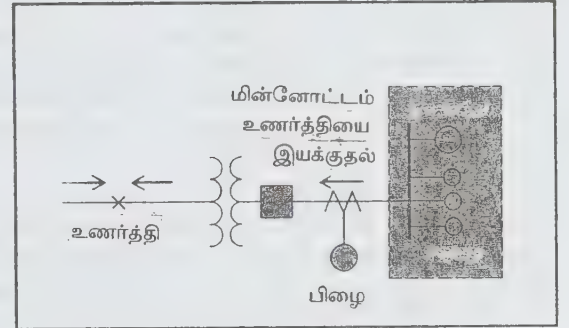 மின்னோட்டம்
உணர்த்தியை
இயக்குதல்
உணர்த்தி
பிழை